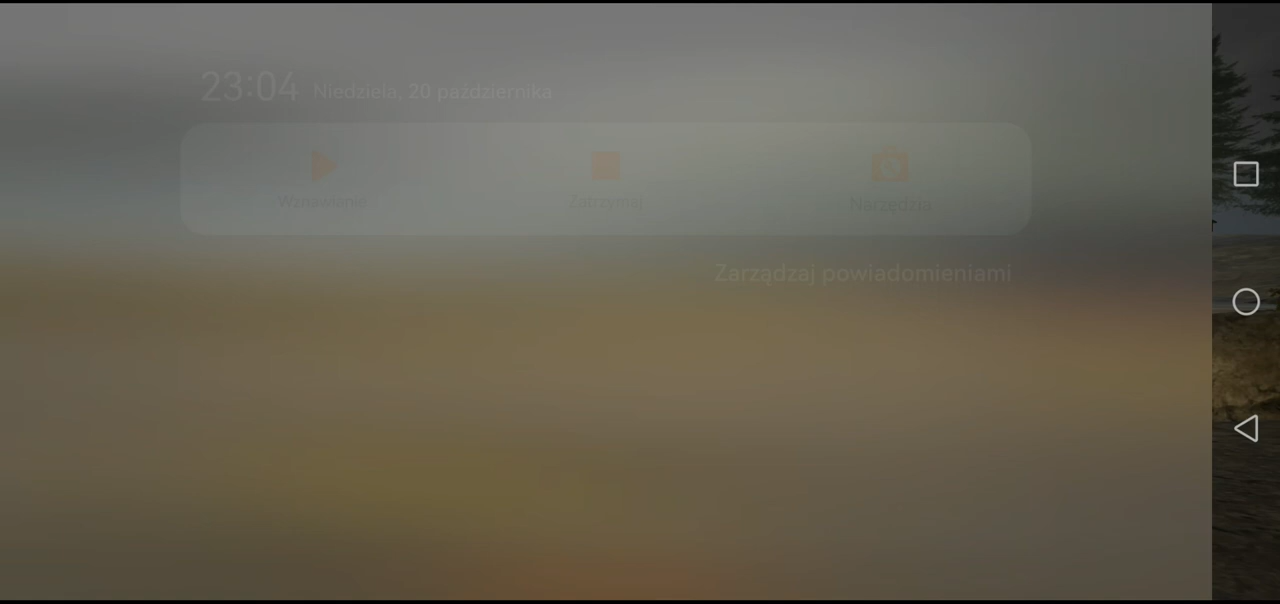 23:04 Niedziela, 20 października
Wznawianie Zatrzymaj Narzędzia
Zarządzaj powiadomieniami